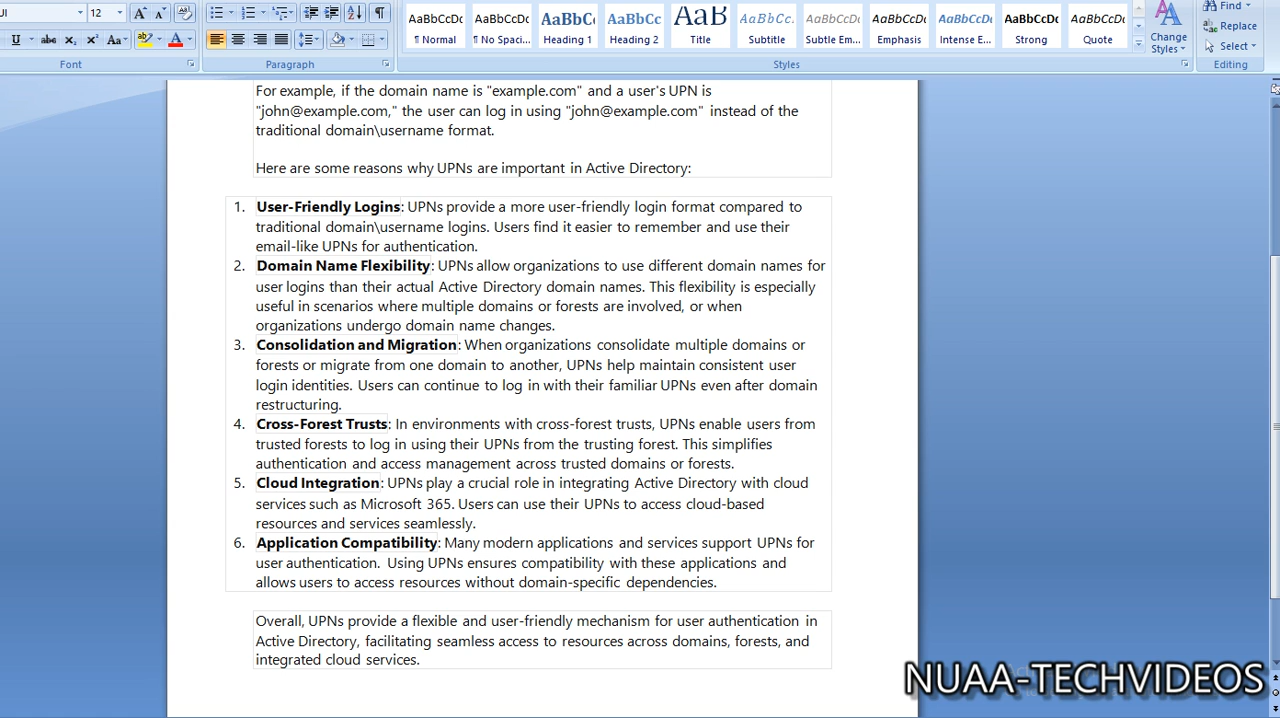 UI 12 Find
AaBbCcDc AaBbCcDc AaBbC AaBbCc AaB AaBbCc. AaBbCcDc AaBbCcDc AaBbCcDc AaBbCcDc AaBbCcDc
Replace
U abc X₂ X² Aa ab A ¶ Normal ¶ No Spaci... Heading 1 Heading 2 Title Subtitle Subtle Em... Emphasis Intense E... Strong Quote Change Styles Select
Font Paragraph Styles Editing
For example, if the domain name is "example.com" and a user's UPN is
"john@example.com," the user can log in using "john@example.com" instead of the
traditional domain\username format.
Here are some reasons why UPNs are important in Active Directory:
1. User-Friendly Logins: UPNs provide a more user-friendly login format compared to
traditional domain\username logins. Users find it easier to remember and use their
email-like UPNs for authentication.
2. Domain Name Flexibility: UPNs allow organizations to use different domain names for
user logins than their actual Active Directory domain names. This flexibility is especially
useful in scenarios where multiple domains or forests are involved, or when
organizations undergo domain name changes.
3. Consolidation and Migration: When organizations consolidate multiple domains or
forests or migrate from one domain to another, UPNs help maintain consistent user
login identities. Users can continue to log in with their familiar UPNs even after domain
restructuring.
4. Cross-Forest Trusts: In environments with cross-forest trusts, UPNs enable users from
trusted forests to log in using their UPNs from the trusting forest. This simplifies
authentication and access management across trusted domains or forests.
5. Cloud Integration: UPNs play a crucial role in integrating Active Directory with cloud
services such as Microsoft 365. Users can use their UPNs to access cloud-based
resources and services seamlessly.
6. Application Compatibility: Many modern applications and services support UPNs for
user authentication. Using UPNs ensures compatibility with these applications and
allows users to access resources without domain-specific dependencies.
Overall, UPNs provide a flexible and user-friendly mechanism for user authentication in
Active Directory, facilitating seamless access to resources across domains, forests, and
integrated cloud services.
NUAA-TECHVIDEOS